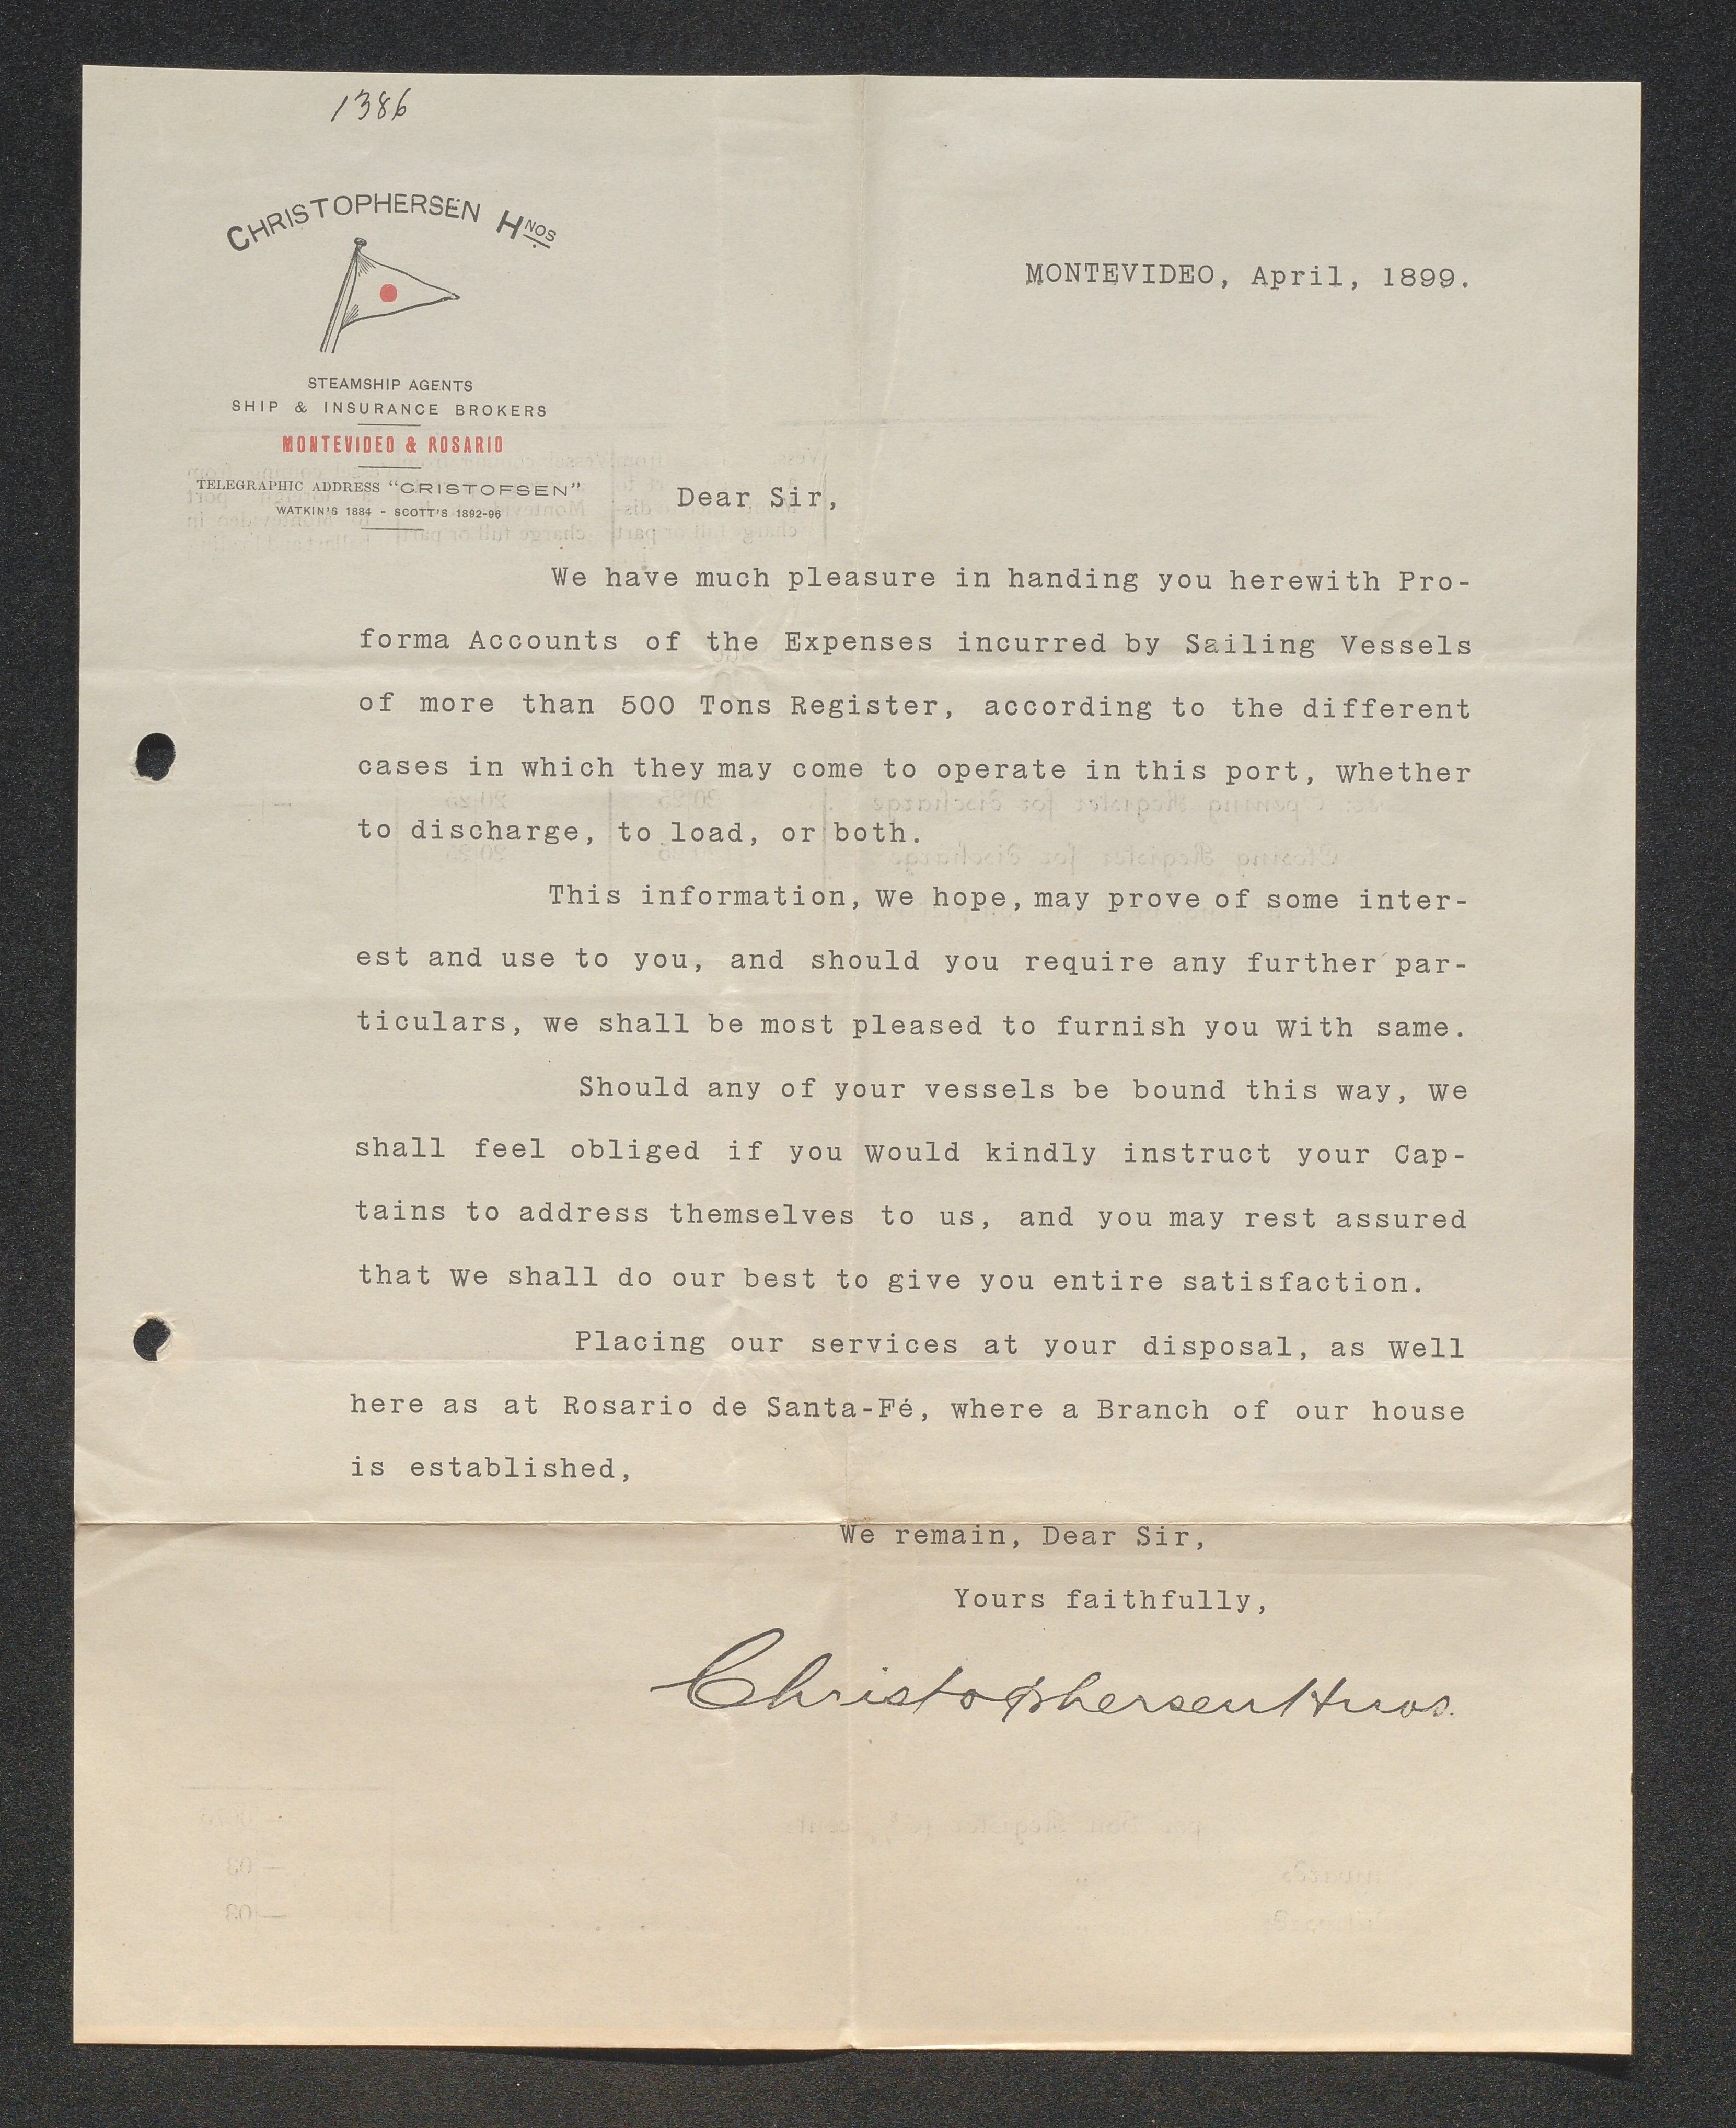 1386
CHRISTOPHERSEN HNOS
STEAMSHIP AGENTS
SHIP & INSURANCE BROKERS
MONTEVIDEO & ROSARIO
TELEGRAPHIC ADDRESS "CRISTOFSEN"
WATKIN'S 1884 - SCOTT'S 1892-96
MONTEVIDEO, April, 1899.
Dear Sir,
We have much pleasure in handing you herewith Pro-
forma Accounts of the Expenses incurred by Sailing Vessels
of more than 500 Tons Register, according to the different
cases in which they may come to operate in this port, whether
to discharge, to load, or both.
This information, we hope, may prove of some inter-
est and use to you, and should you require any further par-
ticulars, we shall be most pleased to furnish you with same.
Should any of your vessels be bound this way, we
shall feel obliged if you would kindly instruct your Cap-
tains to address themselves to us, and you may rest assured
that we shall do our best to give you entire satisfaction.
Placing our services at your disposal, as well
here as at Rosario de Santa-Fé, where a Branch of our house
is established,
We remain, Dear Sir,
Yours faithfully,
Christophersen Hnos.